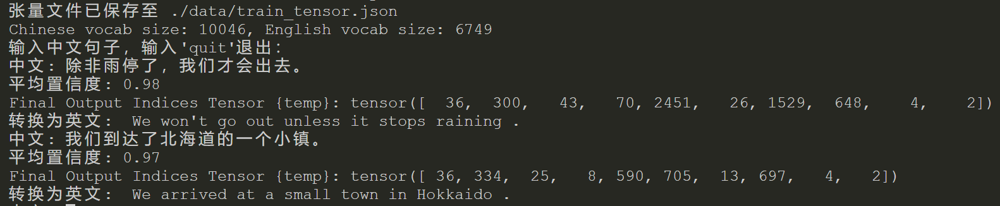 张量文件已保存至 ./data/train_tensor.json
Chinese vocab size: 10046, English vocab size: 6749
输入中文句子，输入'quit'退出：
中文：除非雨停了，我们才会出去。
平均置信度：0.98
Final Output Indices Tensor {temp}: tensor([  36,  300,   43,   70, 2451,   26, 1529,  648,    4,    2])
转换为英文：  We won't go out unless it stops raining .
中文：我们到达了北海道的一个小镇。
平均置信度：0.97
Final Output Indices Tensor {temp}: tensor([ 36, 334,  25,   8, 590, 705,  13, 697,   4,   2])
转换为英文：  We arrived at a small town in Hokkaido .